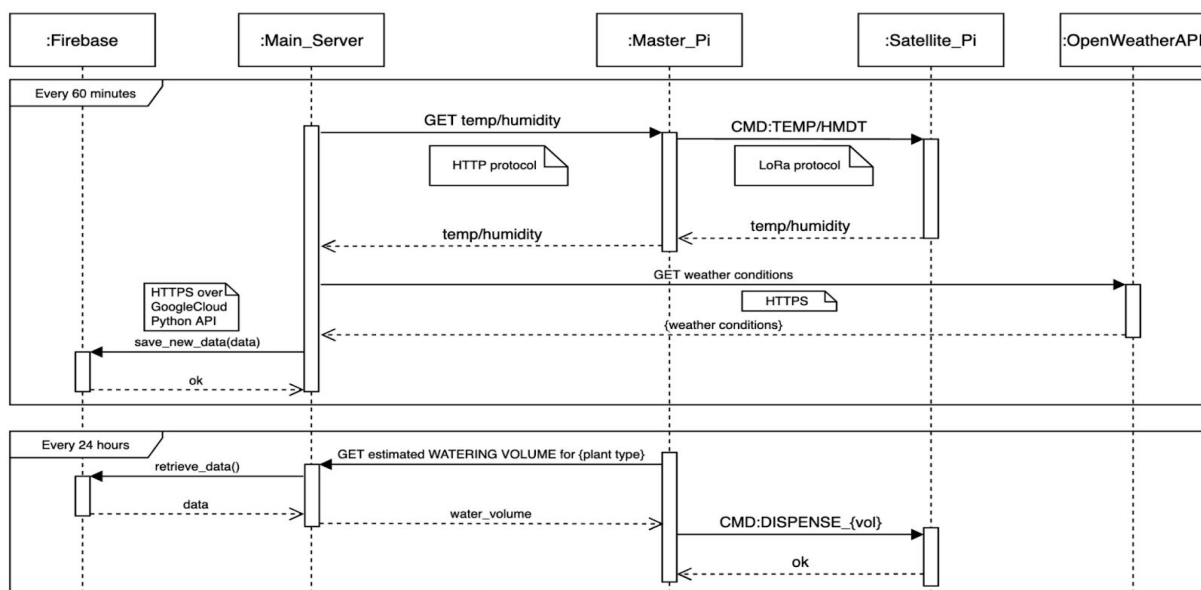 :Firebase
:Main_Server
:Master_Pi
:Satellite_Pi
:OpenWeatherAPI
Every 60 minutes
GET temp/humidity
CMD:TEMP/HMDT
HTTP protocol
LoRa protocol
temp/humidity
temp/humidity
GET weather conditions
HTTPS over
GoogleCloud
Python API
HTTPS
{weather conditions}
save_new_data(data)
ok
Every 24 hours
GET estimated WATERING VOLUME for {plant type}
retrieve_data()
data
water_volume
CMD:DISPENSE_{vol}
ok